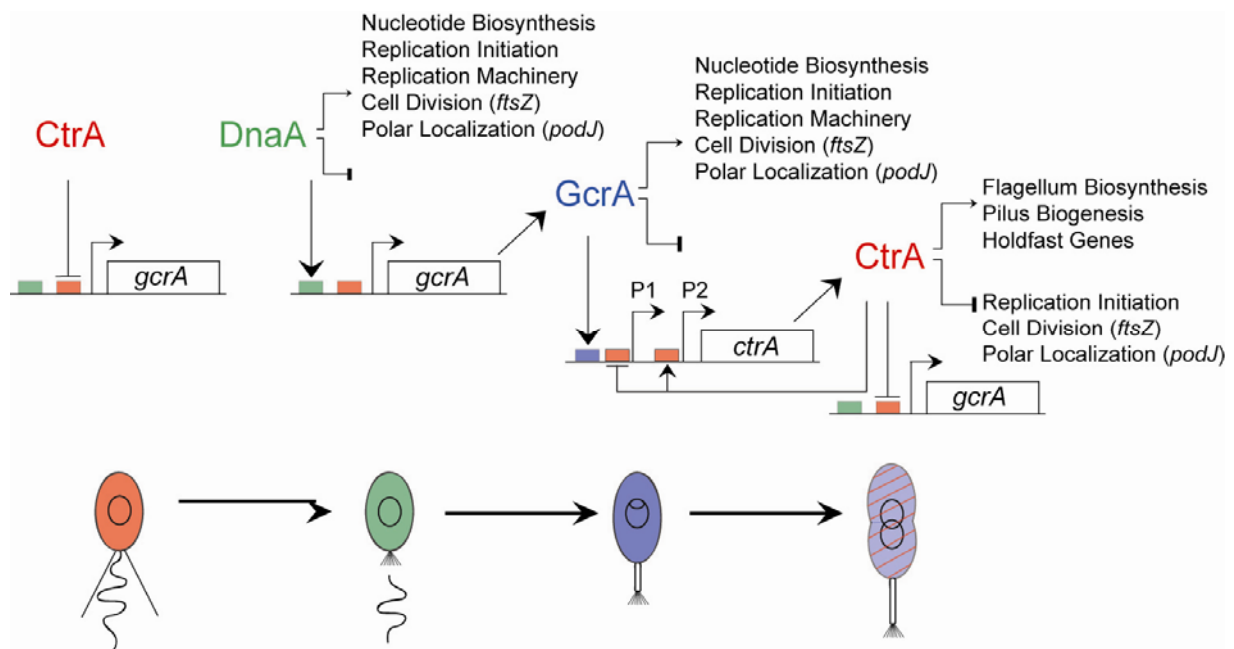 CtrA
gcrA
DnaA
Nucleotide Biosynthesis
Replication Initiation
Replication Machinery
Cell Division (ftsZ)
Polar Localization (podJ)
gcrA
GcrA
Nucleotide Biosynthesis
Replication Initiation
Replication Machinery
Cell Division (ftsZ)
Polar Localization (podJ)
P1
P2
ctrA
CtrA
Flagellum Biosynthesis
Pilus Biogenesis
Holdfast Genes
Replication Initiation
Cell Division (ftsZ)
Polar Localization (podJ)
gcrA